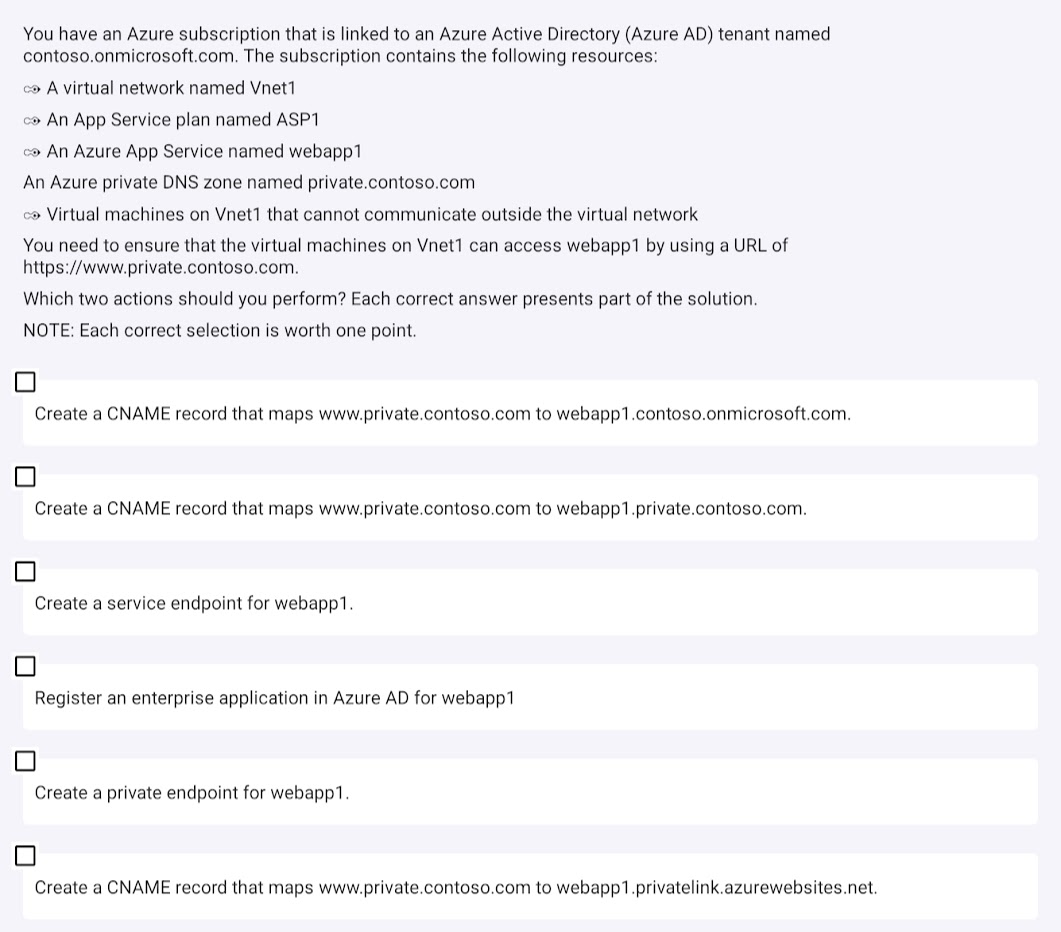 You have an Azure subscription that is linked to an Azure Active Directory (Azure AD) tenant named
contoso.onmicrosoft.com. The subscription contains the following resources:
A virtual network named Vnet1
An App Service plan named ASP1
An Azure App Service named webapp1
An Azure private DNS zone named private.contoso.com
Virtual machines on Vnet1 that cannot communicate outside the virtual network
You need to ensure that the virtual machines on Vnet1 can access webapp1 by using a URL of
https://www.private.contoso.com.
Which two actions should you perform? Each correct answer presents part of the solution.
NOTE: Each correct selection is worth one point.
Create a CNAME record that maps www.private.contoso.com to webapp1.contoso.onmicrosoft.com.
Create a CNAME record that maps www.private.contoso.com to webapp1.private.contoso.com.
Create a service endpoint for webapp1.
Register an enterprise application in Azure AD for webapp1
Create a private endpoint for webapp1.
Create a CNAME record that maps www.private.contoso.com to webapp1.privatelink.azurewebsites.net.